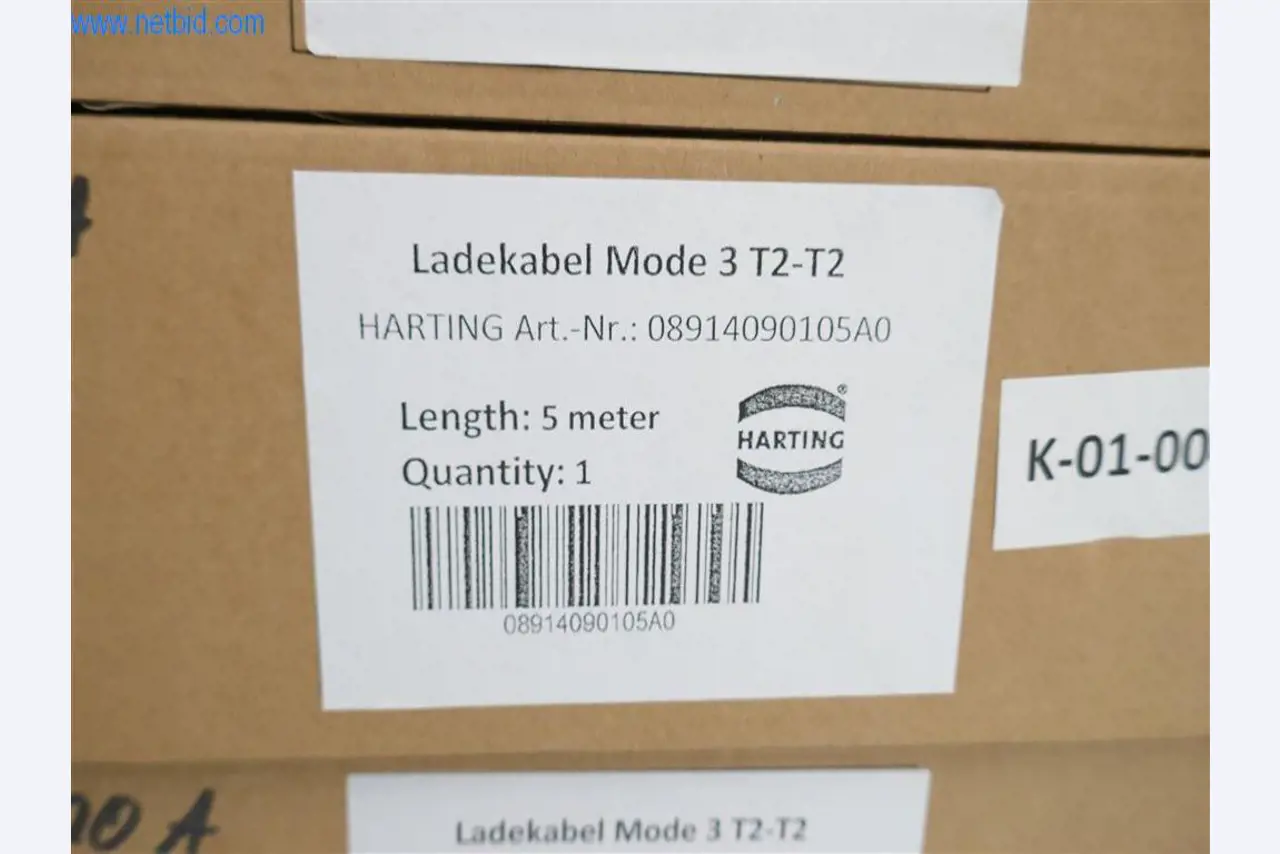 www.netbid.com
Ladekabel Mode 3 T2-T2
HARTING Art.-Nr.: 08914090105A0
Length: 5 meter
Quantity: 1
®
HARTING
08914090105A0
K-01-00
A
Ladekabel Mode 3 T2-T2